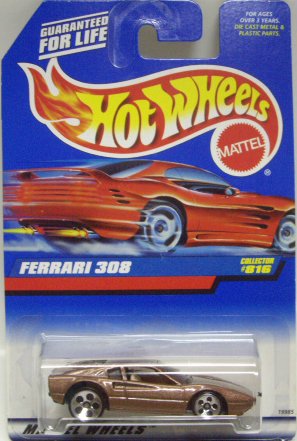 GUARANTEED
FOR LIFE
FOR AGES
OVER 3 YEARS.
DIE CAST METAL &
PLASTIC PARTS.
HOT WHEELS
MATTEL
®
FERRARI 308
COLLECTOR
#816
WHEELS